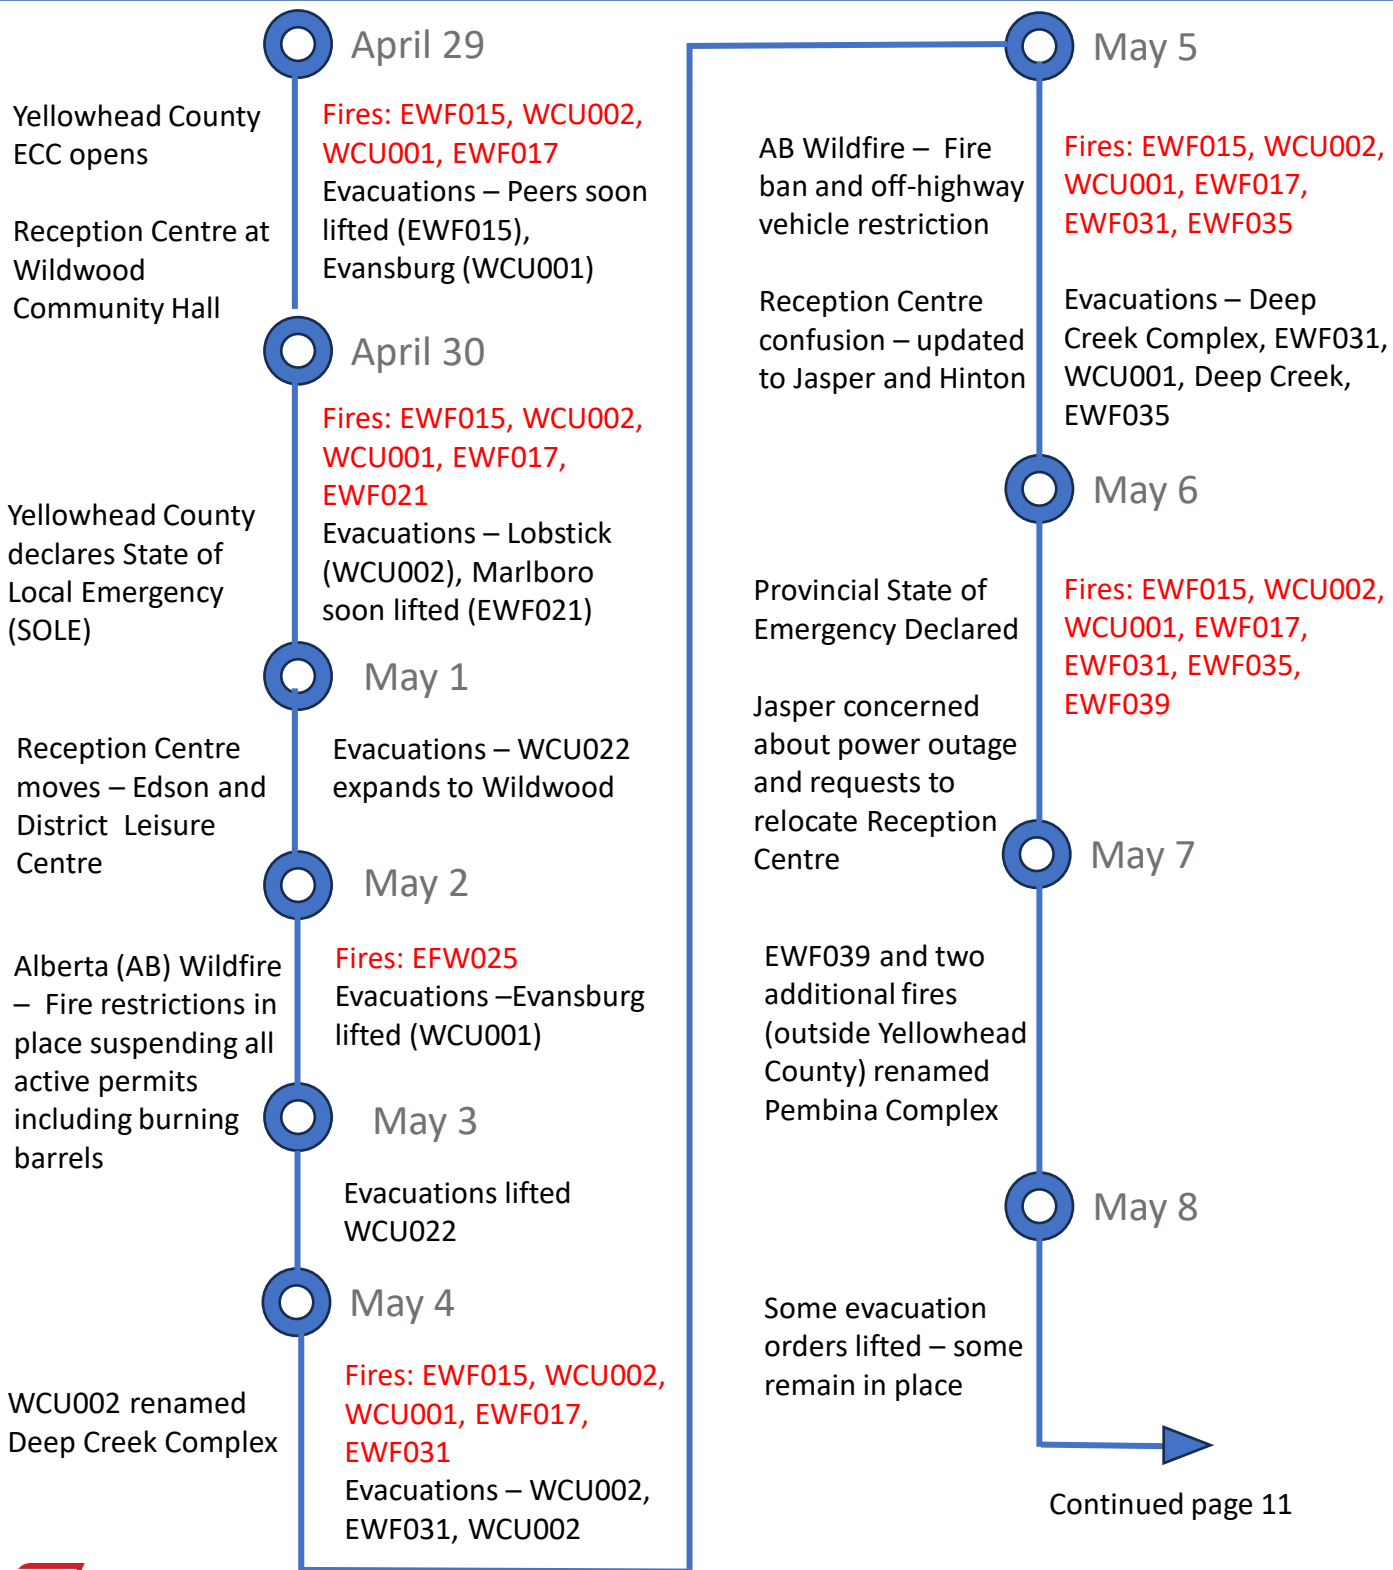 April 29
Yellowhead County
ECC opens
Reception Centre at
Wildwood
Community Hall
Fires: EWF015, WCU002,
WCU001, EWF017
Evacuations – Peers soon
lifted (EWF015),
Evansburg (WCU001)
April 30
Yellowhead County
declares State of
Local Emergency
(SOLE)
Fires: EWF015, WCU002,
WCU001, EWF017,
EWF021
Evacuations – Lobstick
(WCU002), Marlboro
soon lifted (EWF021)
May 1
Reception Centre
moves – Edson and
District  Leisure
Centre
Evacuations – WCU022
expands to Wildwood
May 2
Alberta (AB) Wildfire
–  Fire restrictions in
place suspending all
active permits
including burning
barrels
Fires: EFW025
Evacuations –Evansburg
lifted (WCU001)
May 3
Evacuations lifted
WCU022
May 4
WCU002 renamed
Deep Creek Complex
Fires: EWF015, WCU002,
WCU001, EWF017,
EWF031
Evacuations – WCU002,
EWF031, WCU002
May 5
AB Wildfire –  Fire
ban and off-highway
vehicle restriction
Reception Centre
confusion – updated
to Jasper and Hinton
Fires: EWF015, WCU002,
WCU001, EWF017,
EWF031, EWF035
Evacuations – Deep
Creek Complex, EWF031,
WCU001, Deep Creek,
EWF035
May 6
Provincial State of
Emergency Declared
Jasper concerned
about power outage
and requests to
relocate Reception
Centre
Fires: EWF015, WCU002,
WCU001, EWF017,
EWF031, EWF035,
EWF039
May 7
EWF039 and two
additional fires
(outside Yellowhead
County) renamed
Pembina Complex
May 8
Some evacuation
orders lifted – some
remain in place
Continued page 11